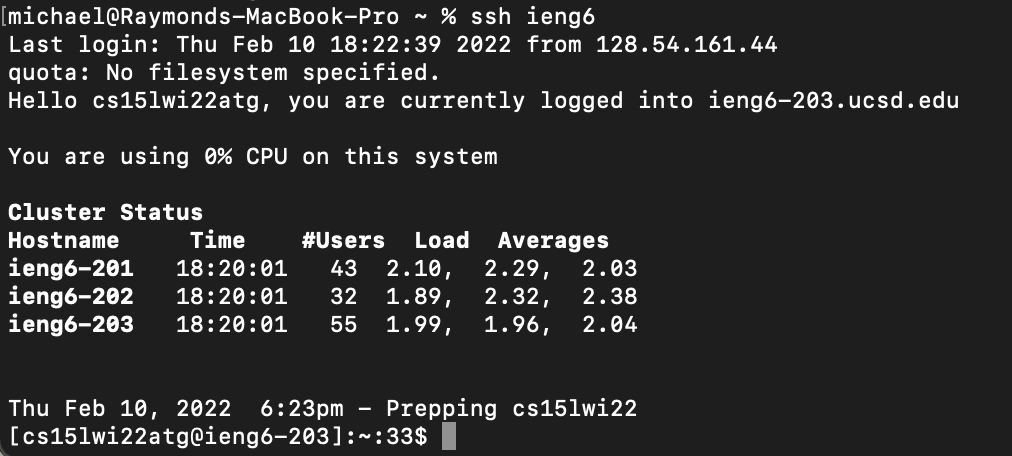 [michael@Raymonds-MacBook-Pro ~ % ssh ieng6
Last login: Thu Feb 10 18:22:39 2022 from 128.54.161.44
quota: No filesystem specified.
Hello cs15lwi22atg, you are currently logged into ieng6-203.ucsd.edu
You are using 0% CPU on this system
Cluster Status
Hostname     Time    #Users  Load  Averages
ieng6-201   18:20:01   43  2.10,  2.29,  2.03
ieng6-202   18:20:01   32  1.89,  2.32,  2.38
ieng6-203   18:20:01   55  1.99,  1.96,  2.04
Thu Feb 10, 2022  6:23pm - Prepping cs15lwi22
[cs15lwi22atg@ieng6-203]:~:33$